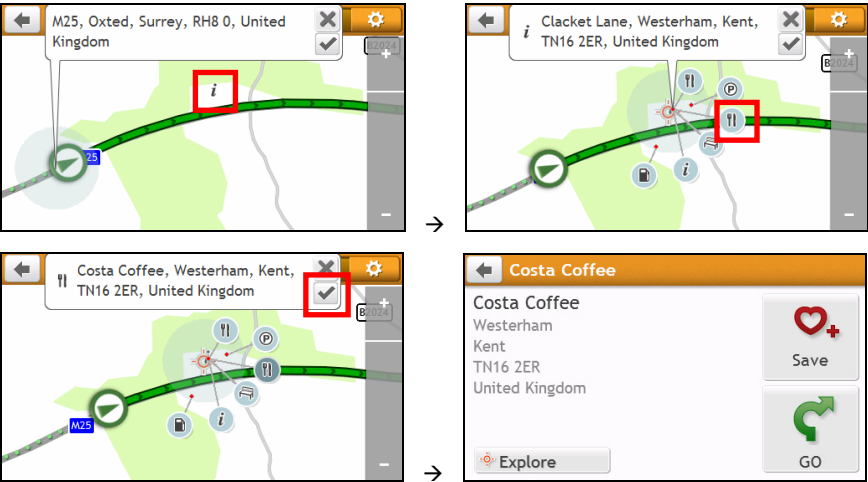 M25, Oxted, Surrey, RH8 0, United
Kingdom
B2024
+
i
25
-
→
i
Clacket Lane, Westerham, Kent,
TN16 2ER, United Kingdom
B2024
+
P
i
-
Costa Coffee, Westerham, Kent,
TN16 2ER, United Kingdom
B2024
+
P
M25
i
-
→
Costa Coffee
Costa Coffee
Westerham
Kent
TN16 2ER
United Kingdom
Save
Explore
GO